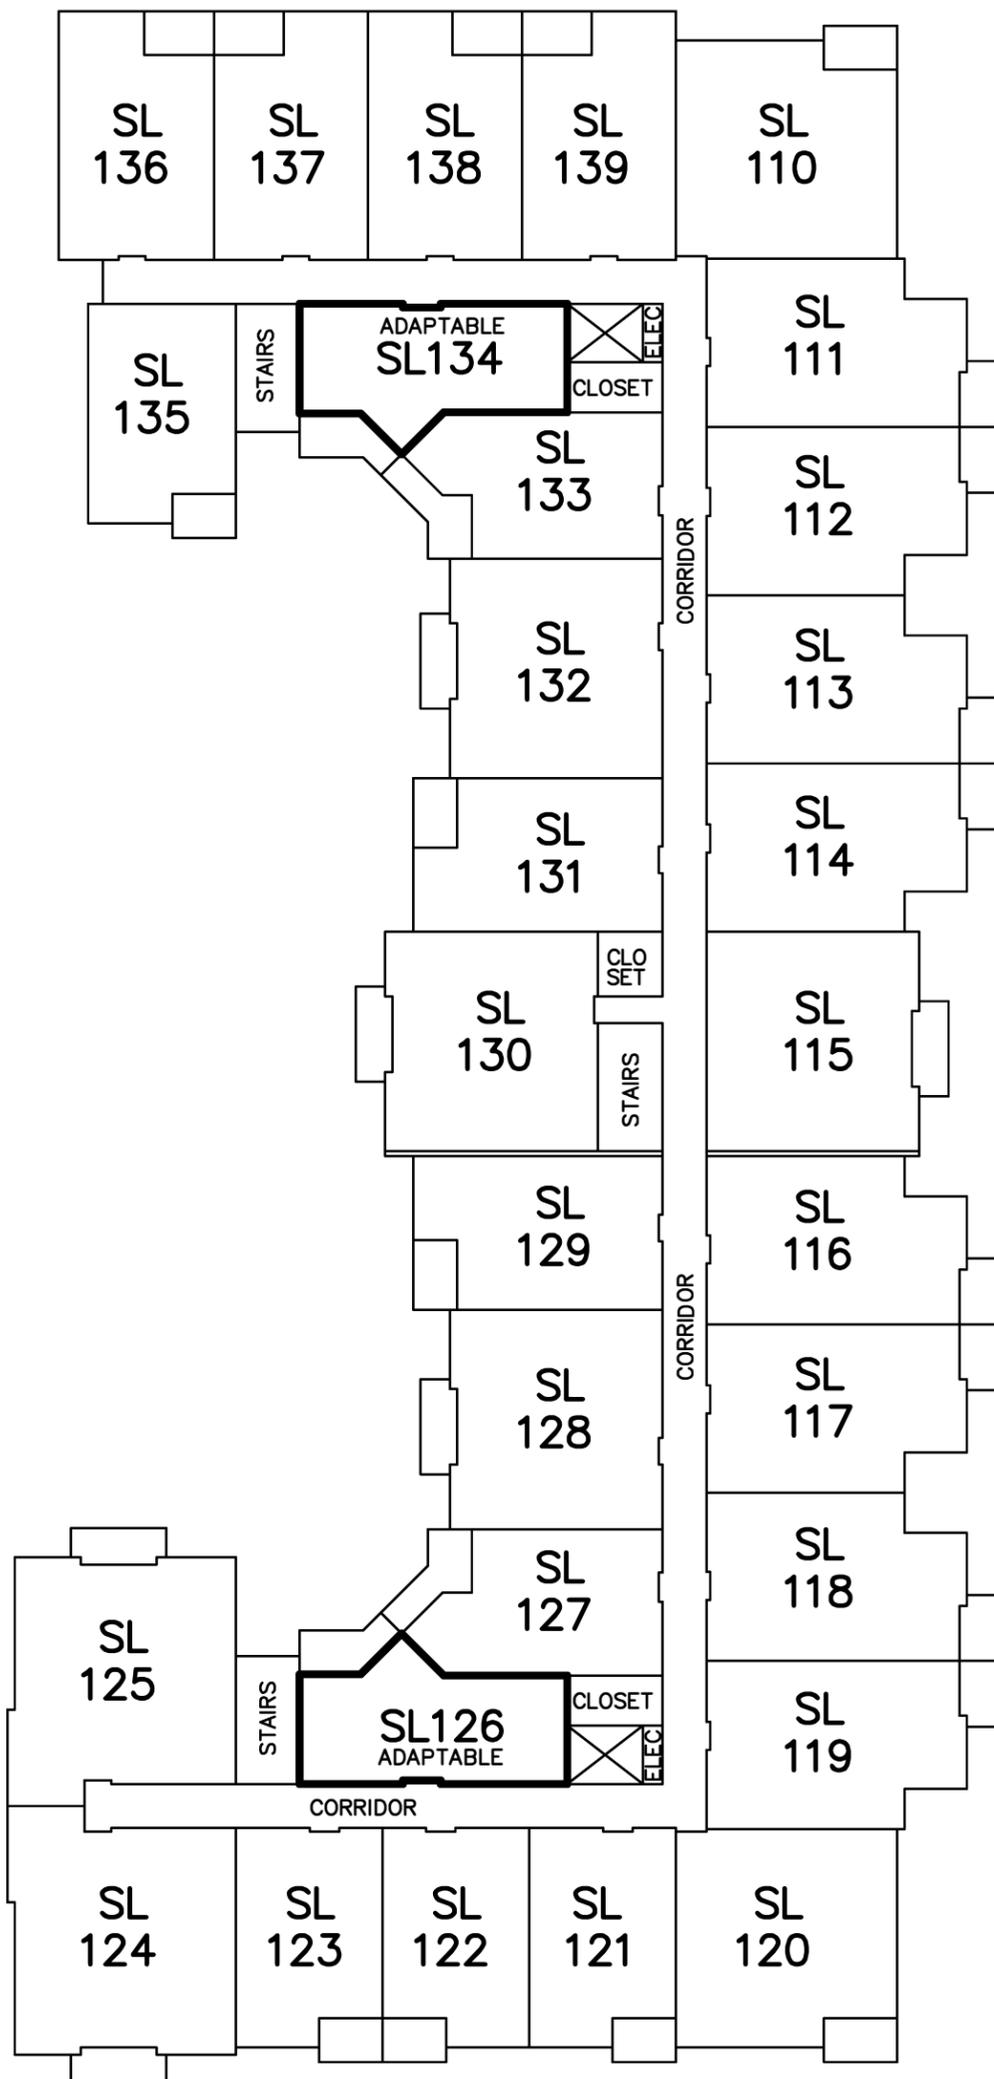 SL
136
SL
137
SL
138
SL
139
SL
110
SL
135
STAIRS
ADAPTABLE
SL134
ELEC
CLOSET
SL
111
SL
133
SL
112
CORRIDOR
SL
132
SL
113
SL
131
SL
114
SL
130
CLO
SET
STAIRS
SL
115
SL
129
SL
116
CORRIDOR
SL
128
SL
117
SL
127
SL
118
SL
125
STAIRS
SL126
ADAPTABLE
CLOSET
ELEC
SL
119
CORRIDOR
SL
124
SL
123
SL
122
SL
121
SL
120